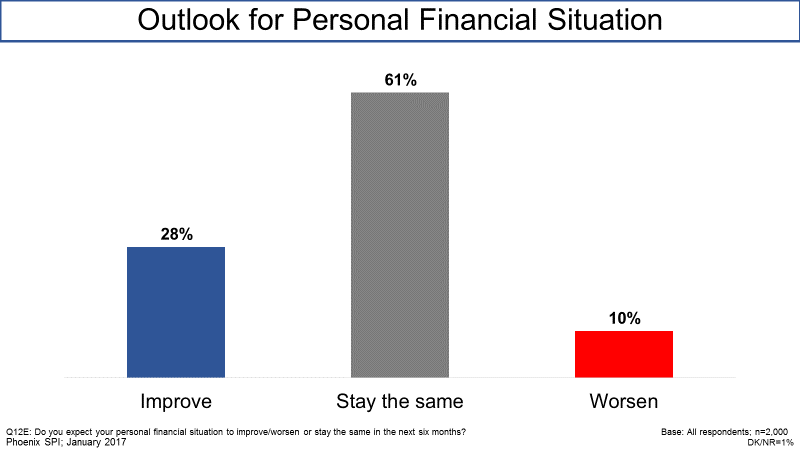 Outlook for Personal Financial Situation
61%
28%
10%
Improve
Stay the same
Worsen
Q12E: Do you expect your personal financial situation to improve/worsen or stay the same in the next six months?
Phoenix SPI; January 2017
Base: All respondents; n=2,000
DK/NR=1%